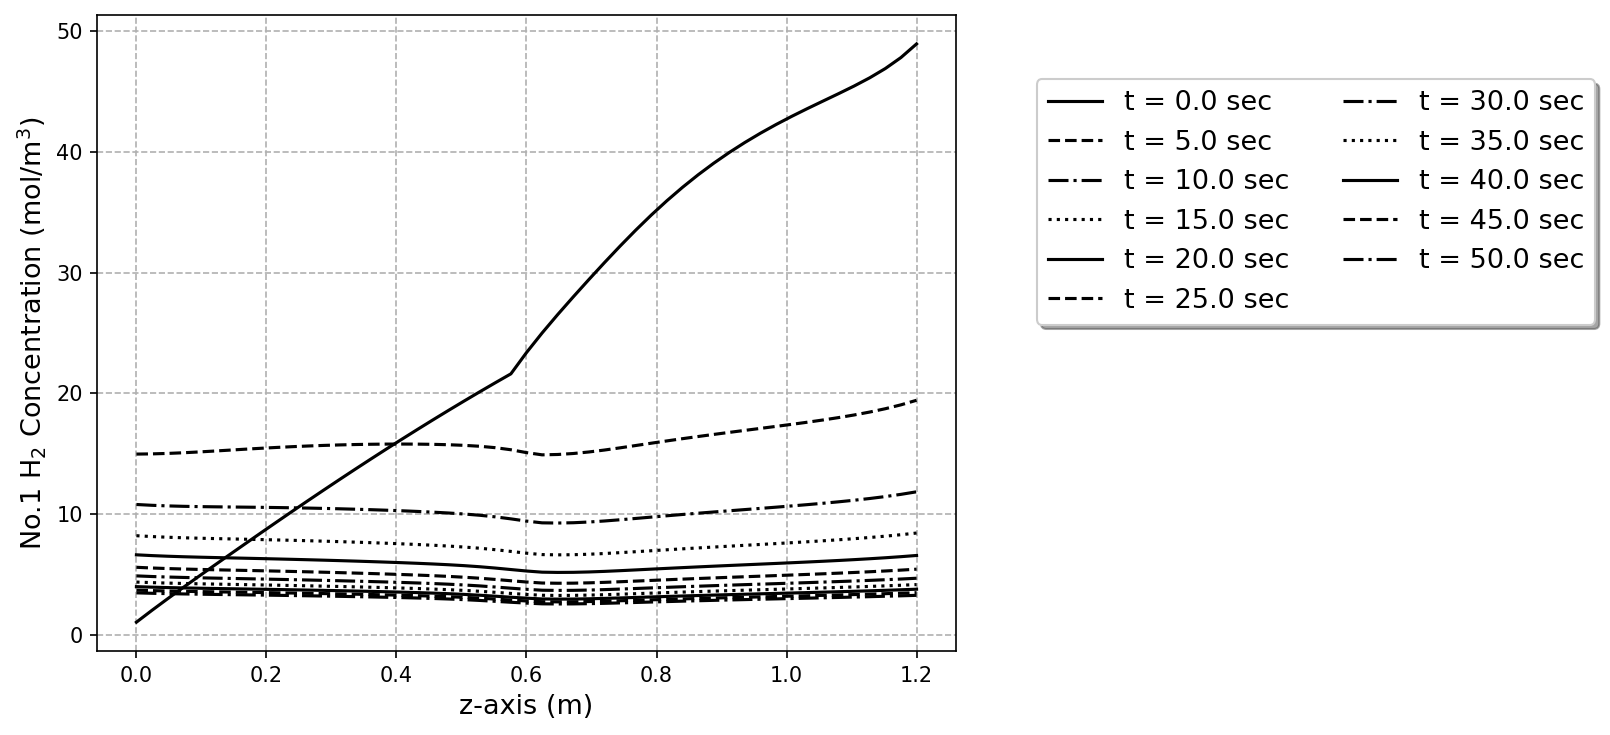 50
40
30
20
10
0
No.1 H₂ Concentration (mol/m³)
0.0 0.2 0.4 0.6 0.8 1.0 1.2
z-axis (m)
t = 0.0 sec
t = 5.0 sec
t = 10.0 sec
t = 15.0 sec
t = 20.0 sec
t = 25.0 sec
t = 30.0 sec
t = 35.0 sec
t = 40.0 sec
t = 45.0 sec
t = 50.0 sec